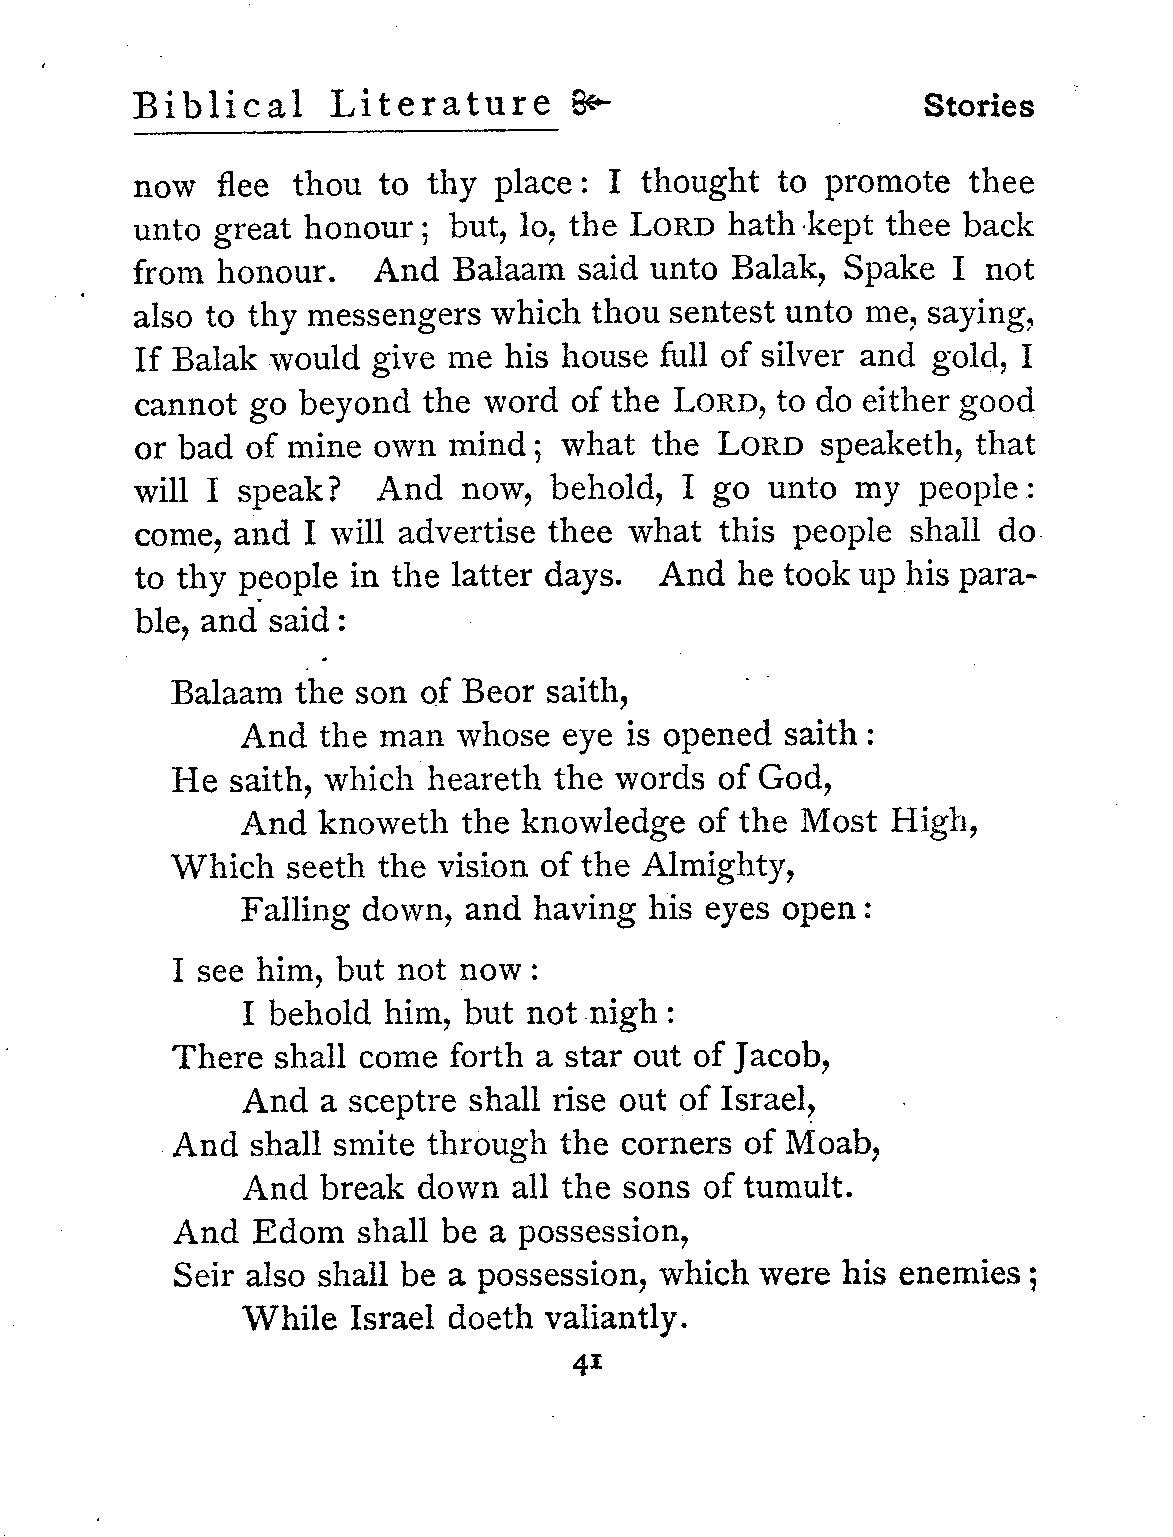 Biblical Literature Stories
now flee thou to thy place: I thought to promote thee
unto great honour; but, lo, the LORD hath kept thee back
from honour. And Balaam said unto Balak, Spake I not
also to thy messengers which thou sentest unto me, saying,
If Balak would give me his house full of silver and gold, I
cannot go beyond the word of the LORD, to do either good
or bad of mine own mind; what the LORD speaketh, that
will I speak? And now, behold, I go unto my people:
come, and I will advertise thee what this people shall do
to thy people in the latter days. And he took up his para-
ble, and said:
Balaam the son of Beor saith,
And the man whose eye is opened saith:
He saith, which heareth the words of God,
And knoweth the knowledge of the Most High,
Which seeth the vision of the Almighty,
Falling down, and having his eyes open:
I see him, but not now:
I behold him, but not nigh:
There shall come forth a star out of Jacob,
And a sceptre shall rise out of Israel,
And shall smite through the corners of Moab,
And break down all the sons of tumult.
And Edom shall be a possession,
Seir also shall be a possession, which were his enemies;
While Israel doeth valiantly.
41